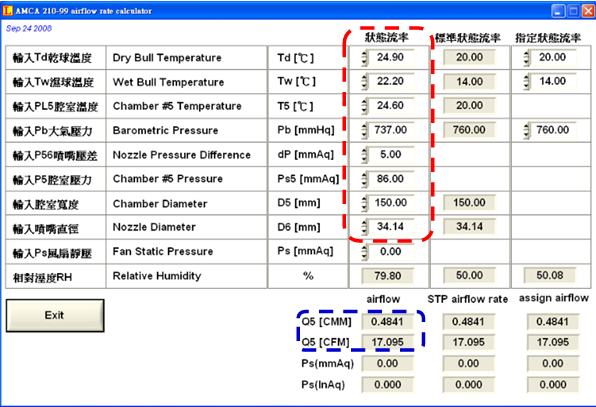 AMCA 210-99 airflow rate calculator
Sep 24 2006
狀態流率 標準狀態流率 指定狀態流率
輸入Td乾球溫度 Dry Bull Temperature Td [℃] 24.90 20.00 20.00
輸入Tw濕球溫度 Wet Bull Temperature Tw [℃] 22.20 14.00 14.00
輸入PL5腔室溫度 Chamber #5 Temperature T5 [℃] 24.60 20.00
輸入Pb大氣壓力 Barometric Pressure Pb [mmHq] 737.00 760.00 760.00
輸入P56噴嘴壓差 Nozzle Pressure Difference dP [mmAq] 5.00
輸入P5腔室壓力 Chamber #5 Pressure Ps5 [mmAq] 86.00
輸入腔室寬度 Chamber Diameter D5 [mm] 150.00 150.00
輸入噴嘴直徑 Nozzle Diameter D6 [mm] 34.14 34.14
輸入Ps風扇靜壓 Fan Static Pressure Ps [mmAq] 0.00
相對溼度RH Relative Humidity % 79.80 50.00 50.08
Exit
airflow STP airflow rate assign airflow
Q5 [CMM] 0.4841 0.4841 0.4841
Q5 [CFM] 17.095 17.095 17.095
Ps(mmAq) 0.00 0.00 0.00
Ps(InAq) 0.000 0.000 0.000